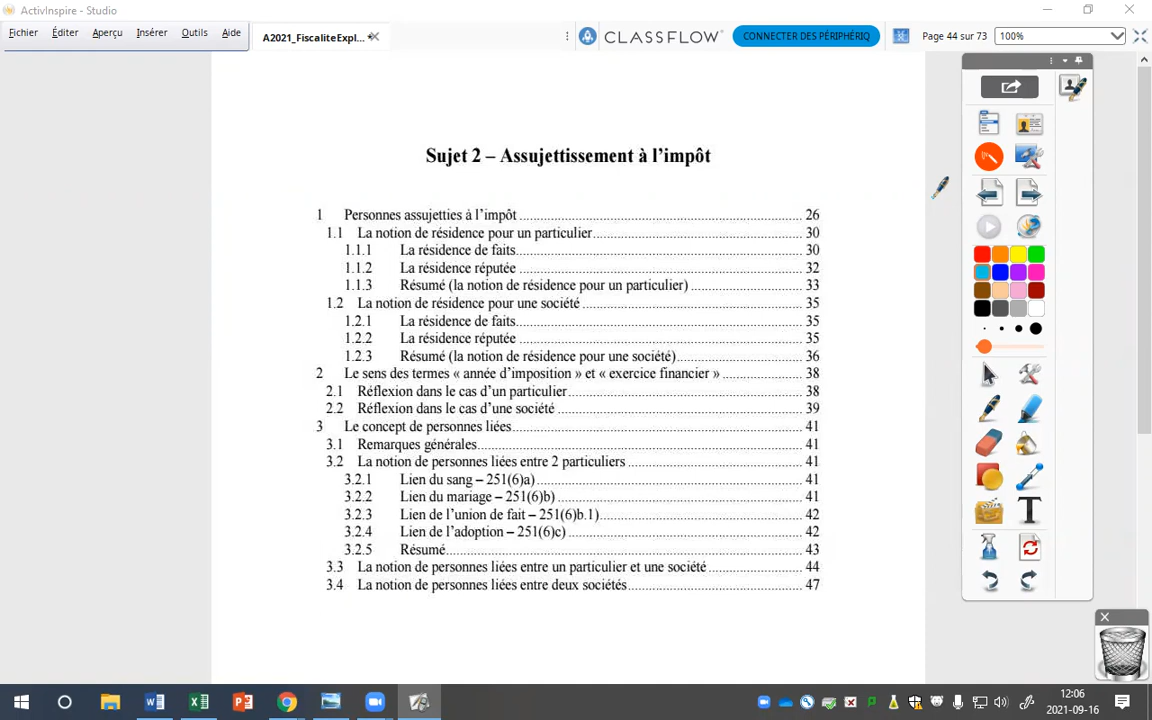 ActivInspire - Studio
Fichier Éditer Aperçu Insérer Outils Aide
A2021_FiscaliteExpl...
CLASSFLOW
CONNECTER DES PÉRIPHÉRIQ
Page 44 sur 73
100%
Sujet 2 – Assujettissement à l'impôt
1 Personnes assujetties à l'impôt 26
1.1 La notion de résidence pour un particulier 30
1.1.1 La résidence de faits 30
1.1.2 La résidence réputée 32
1.1.3 Résumé (la notion de résidence pour un particulier) 33
1.2 La notion de résidence pour une société 35
1.2.1 La résidence de faits 35
1.2.2 La résidence réputée 35
1.2.3 Résumé (la notion de résidence pour une société) 36
2 Le sens des termes « année d'imposition » et « exercice financier » 38
2.1 Réflexion dans le cas d'un particulier 38
2.2 Réflexion dans le cas d'une société 39
3 Le concept de personnes liées 41
3.1 Remarques générales 41
3.2 La notion de personnes liées entre 2 particuliers 41
3.2.1 Lien du sang – 251(6)a) 41
3.2.2 Lien du mariage – 251(6)b) 41
3.2.3 Lien de l'union de fait – 251(6)b.1) 42
3.2.4 Lien de l'adoption – 251(6)c) 42
3.2.5 Résumé 43
3.3 La notion de personnes liées entre un particulier et une société 44
3.4 La notion de personnes liées entre deux sociétés 47
12:06
2021-09-16